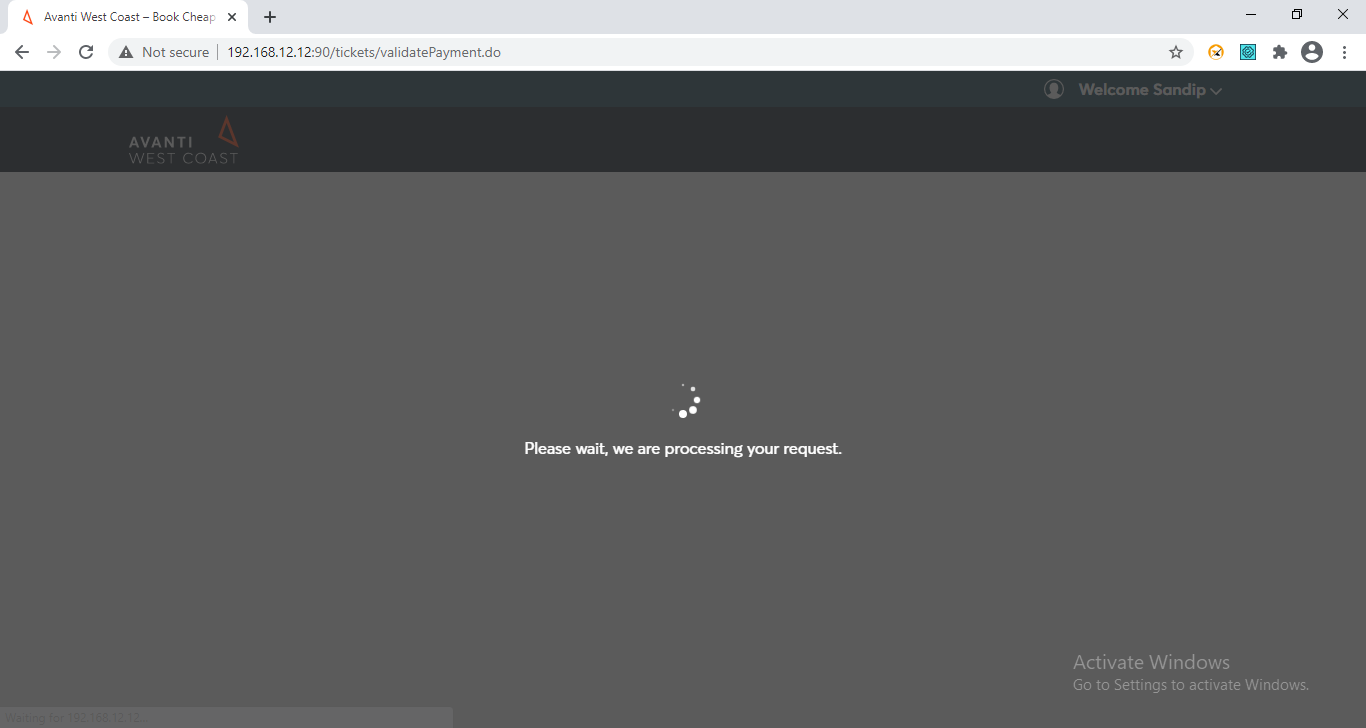 Avanti West Coast – Book Cheap
Not secure
192.168.12.12:90/tickets/validatePayment.do
Welcome Sandip
AVANTI
WEST COAST
Please wait, we are processing your request.
Activate Windows
Go to Settings to activate Windows.
Waiting for 192.168.12.12...